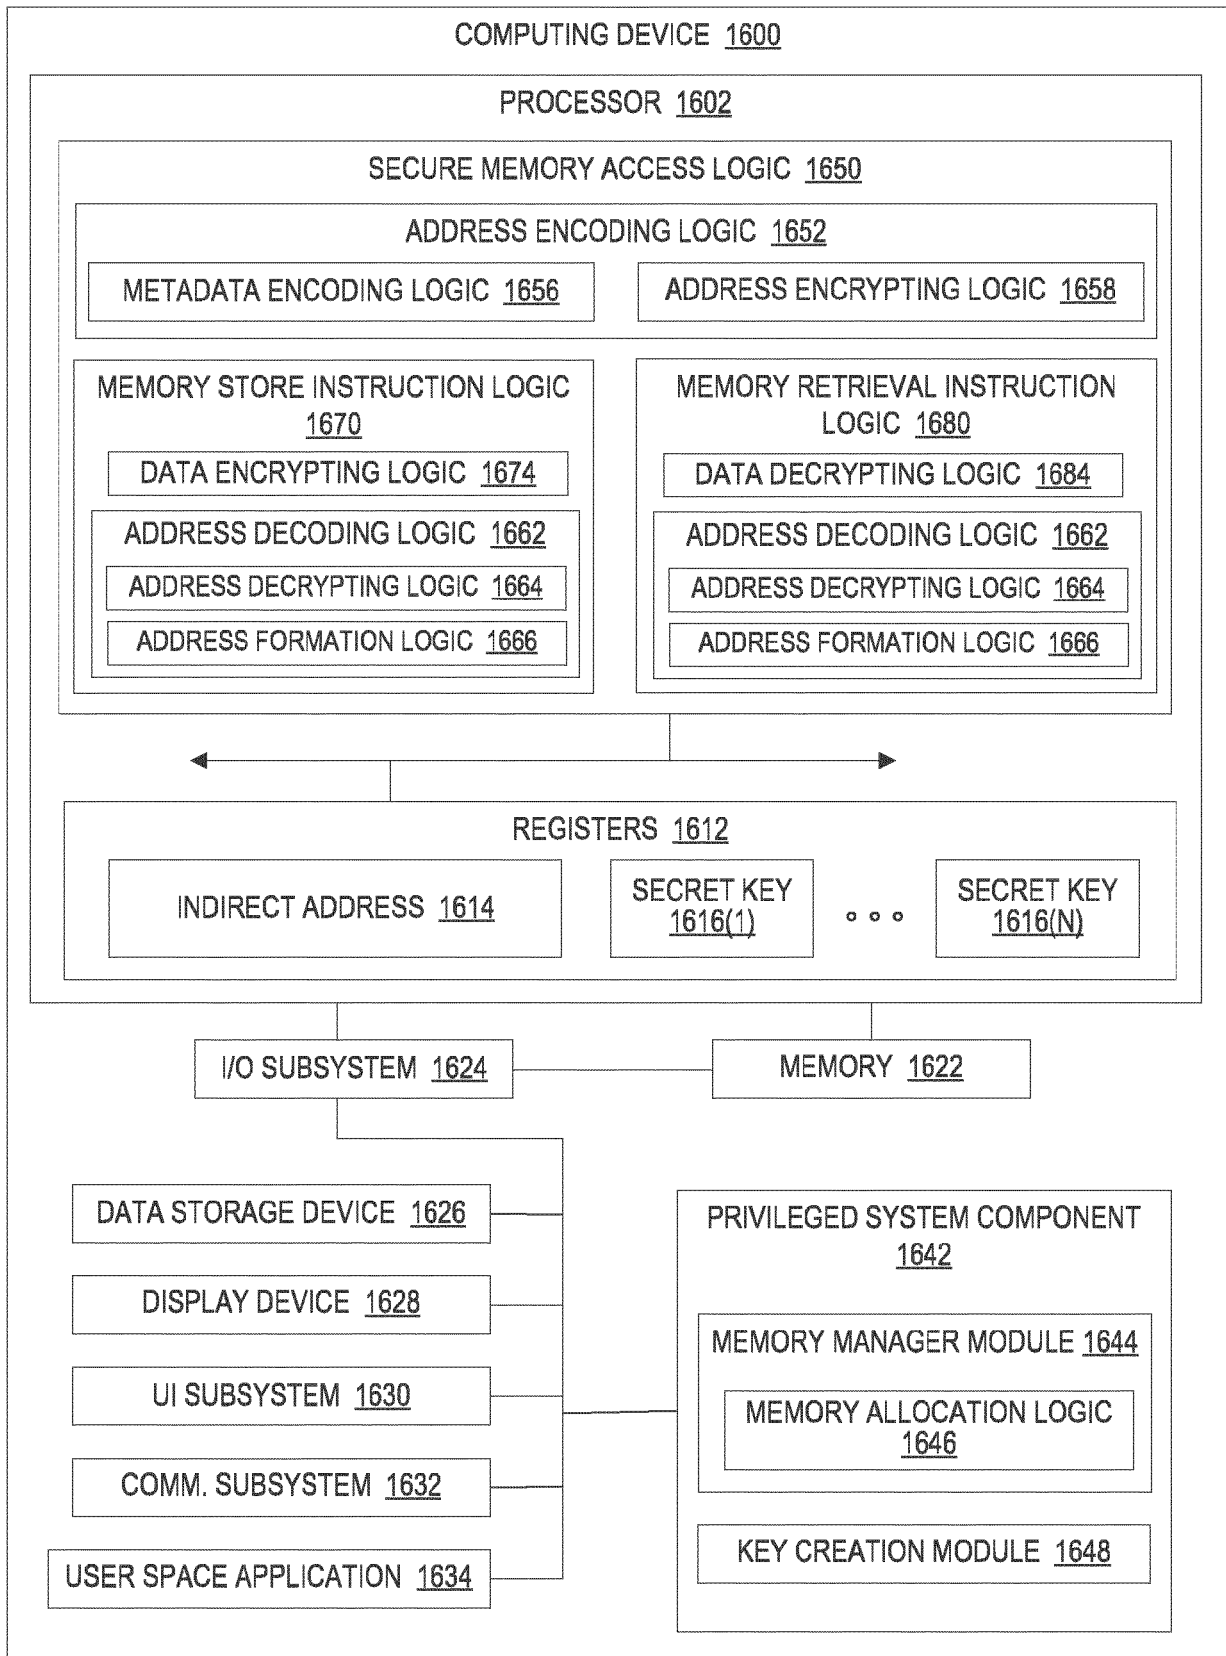 COMPUTING DEVICE 1600
PROCESSOR 1602
SECURE MEMORY ACCESS LOGIC 1650
ADDRESS ENCODING LOGIC 1652
METADATA ENCODING LOGIC 1656
ADDRESS ENCRYPTING LOGIC 1658
MEMORY STORE INSTRUCTION LOGIC
1670
DATA ENCRYPTING LOGIC 1674
ADDRESS DECODING LOGIC 1662
ADDRESS DECRYPTING LOGIC 1664
ADDRESS FORMATION LOGIC 1666
MEMORY RETRIEVAL INSTRUCTION
LOGIC 1680
DATA DECRYPTING LOGIC 1684
ADDRESS DECODING LOGIC 1662
ADDRESS DECRYPTING LOGIC 1664
ADDRESS FORMATION LOGIC 1666
REGISTERS 1612
INDIRECT ADDRESS 1614
SECRET KEY
1616(1)
SECRET KEY
1616(N)
I/O SUBSYSTEM 1624
MEMORY 1622
DATA STORAGE DEVICE 1626
DISPLAY DEVICE 1628
UI SUBSYSTEM 1630
COMM. SUBSYSTEM 1632
USER SPACE APPLICATION 1634
PRIVILEGED SYSTEM COMPONENT
1642
MEMORY MANAGER MODULE 1644
MEMORY ALLOCATION LOGIC
1646
KEY CREATION MODULE 1648